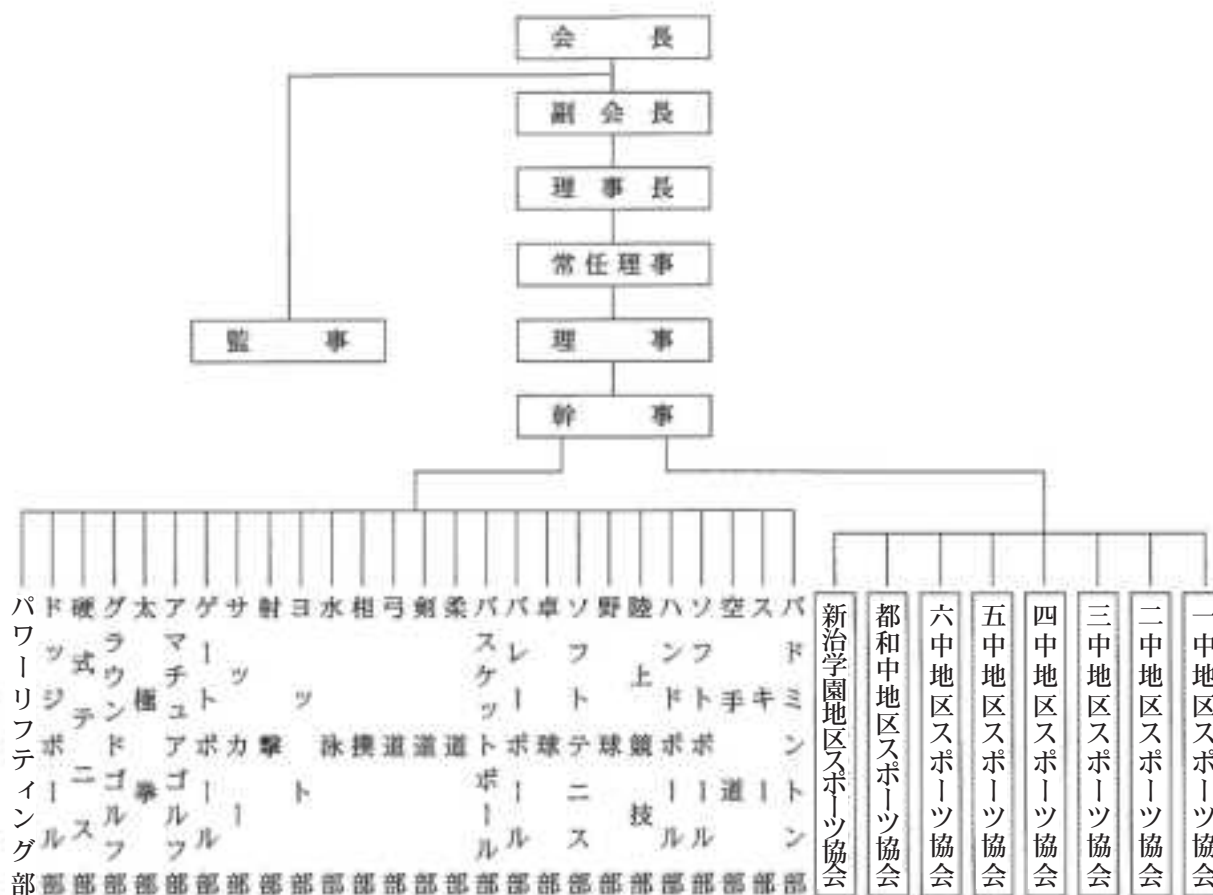 会長
副会長
理事長
常任理事
監事
理事
幹事
パワーリフティング部
ドッジボール部
硬式テニス部
グラウンドゴルフ部
太極拳部
アマチュアゴルフ部
ゲートボール部
サッカー部
射撃部
ヨット部
水泳部
相撲部
弓道部
剣道部
柔道部
バスケットボール部
バレーボール部
卓球部
ソフトテニス部
野球部
陸上競技部
ハンドボール部
ソフトボール部
空手道部
スキー部
バドミントン部
新治学園地区スポーツ協会
都和中地区スポーツ協会
六中地区スポーツ協会
五中地区スポーツ協会
四中地区スポーツ協会
三中地区スポーツ協会
二中地区スポーツ協会
一中地区スポーツ協会